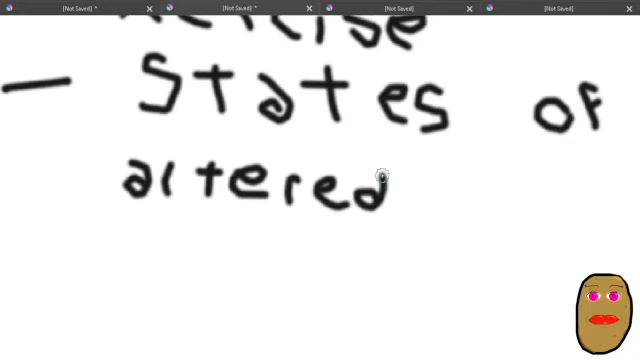 [Not Saved] * [Not Saved] * [Not Saved] [Not Saved]
- States of
altered